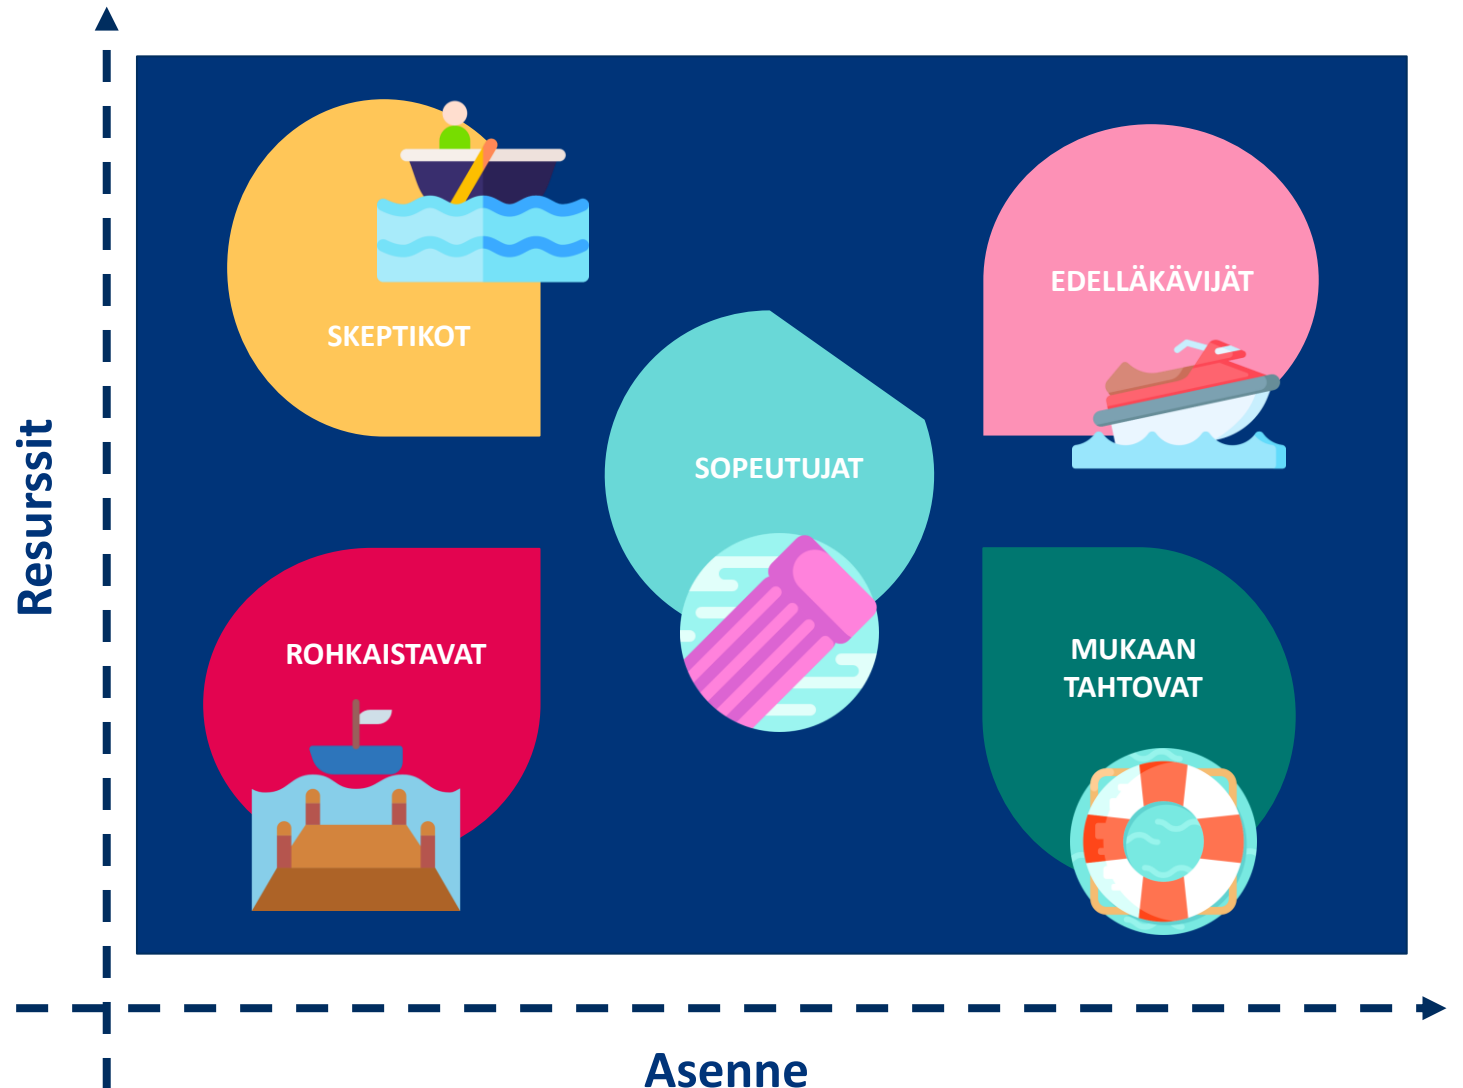 SKEPTIKOT
EDELLÄKÄVIJÄT
SOPEUTUJAT
ROHKAISTAVAT
MUKAAN
TAHTOVAT
Resurssit
Asenne